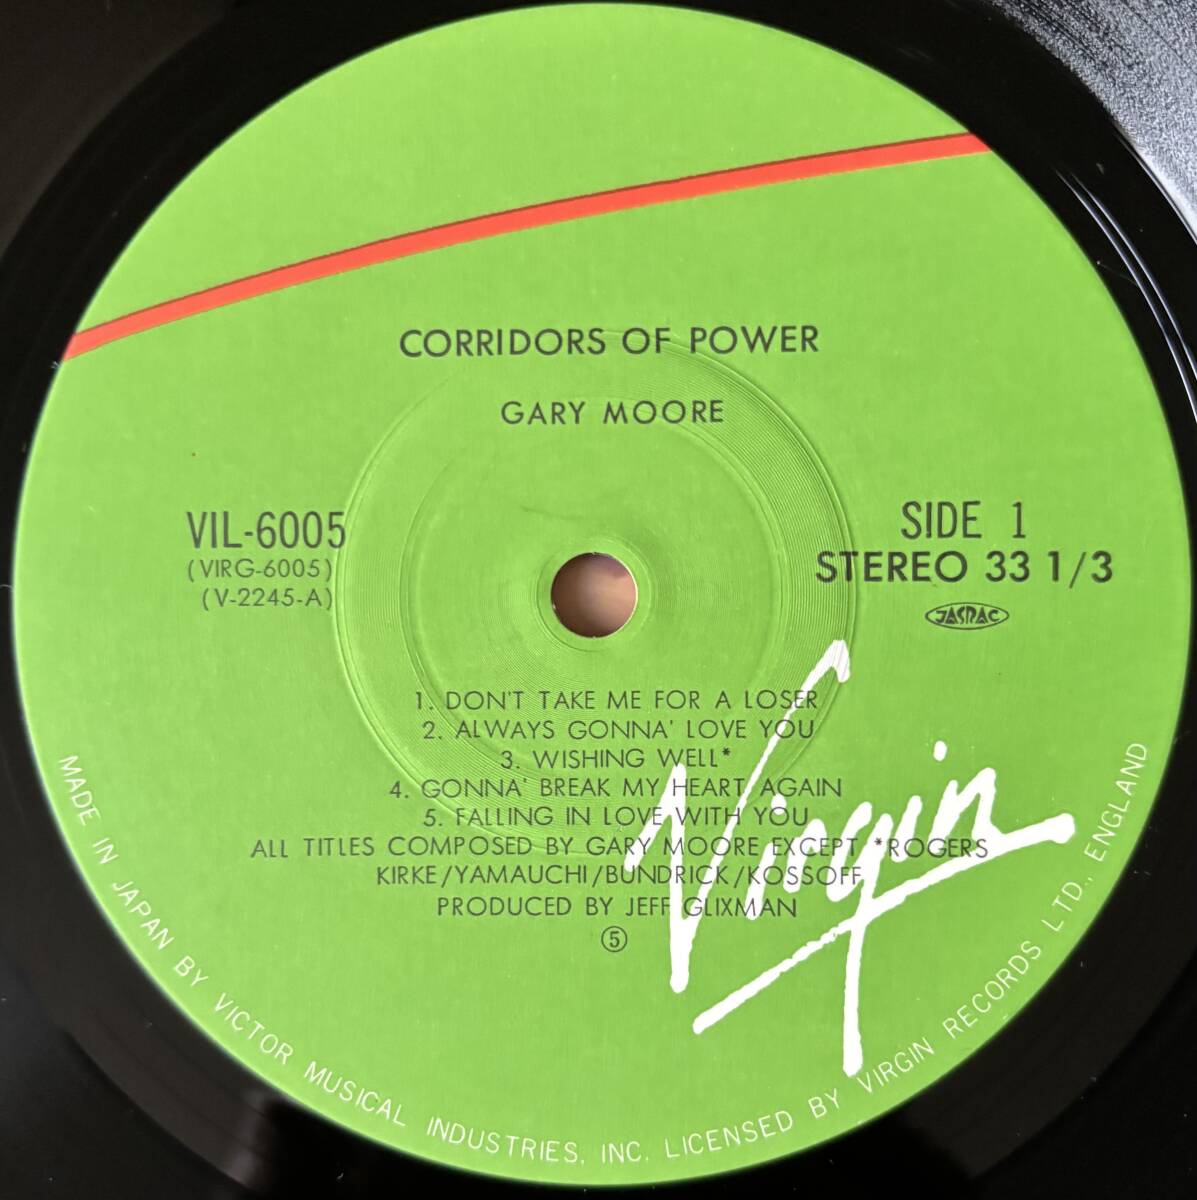 CORRIDORS OF POWER
GARY MOORE
VIL-6005
(VIRG-6005)
(V-2245-A)
SIDE 1
STEREO 33 1/3
JASRAC
1. DON'T TAKE ME FOR A LOSER
2. ALWAYS GONNA' LOVE YOU
3. WISHING WELL*
4. GONNA' BREAK MY HEART AGAIN
5. FALLING IN LOVE WITH YOU
ALL TITLES COMPOSED BY GARY MOORE EXCEPT *ROGERS
KIRKE/YAMAUCHI/BUNDRICK/KOSSOFF
PRODUCED BY JEFF GLIXMAN
⑤
Virgin
MADE IN JAPAN BY VICTOR MUSICAL INDUSTRIES, INC. LICENSED BY VIRGIN RECORDS LTD., ENGLAND